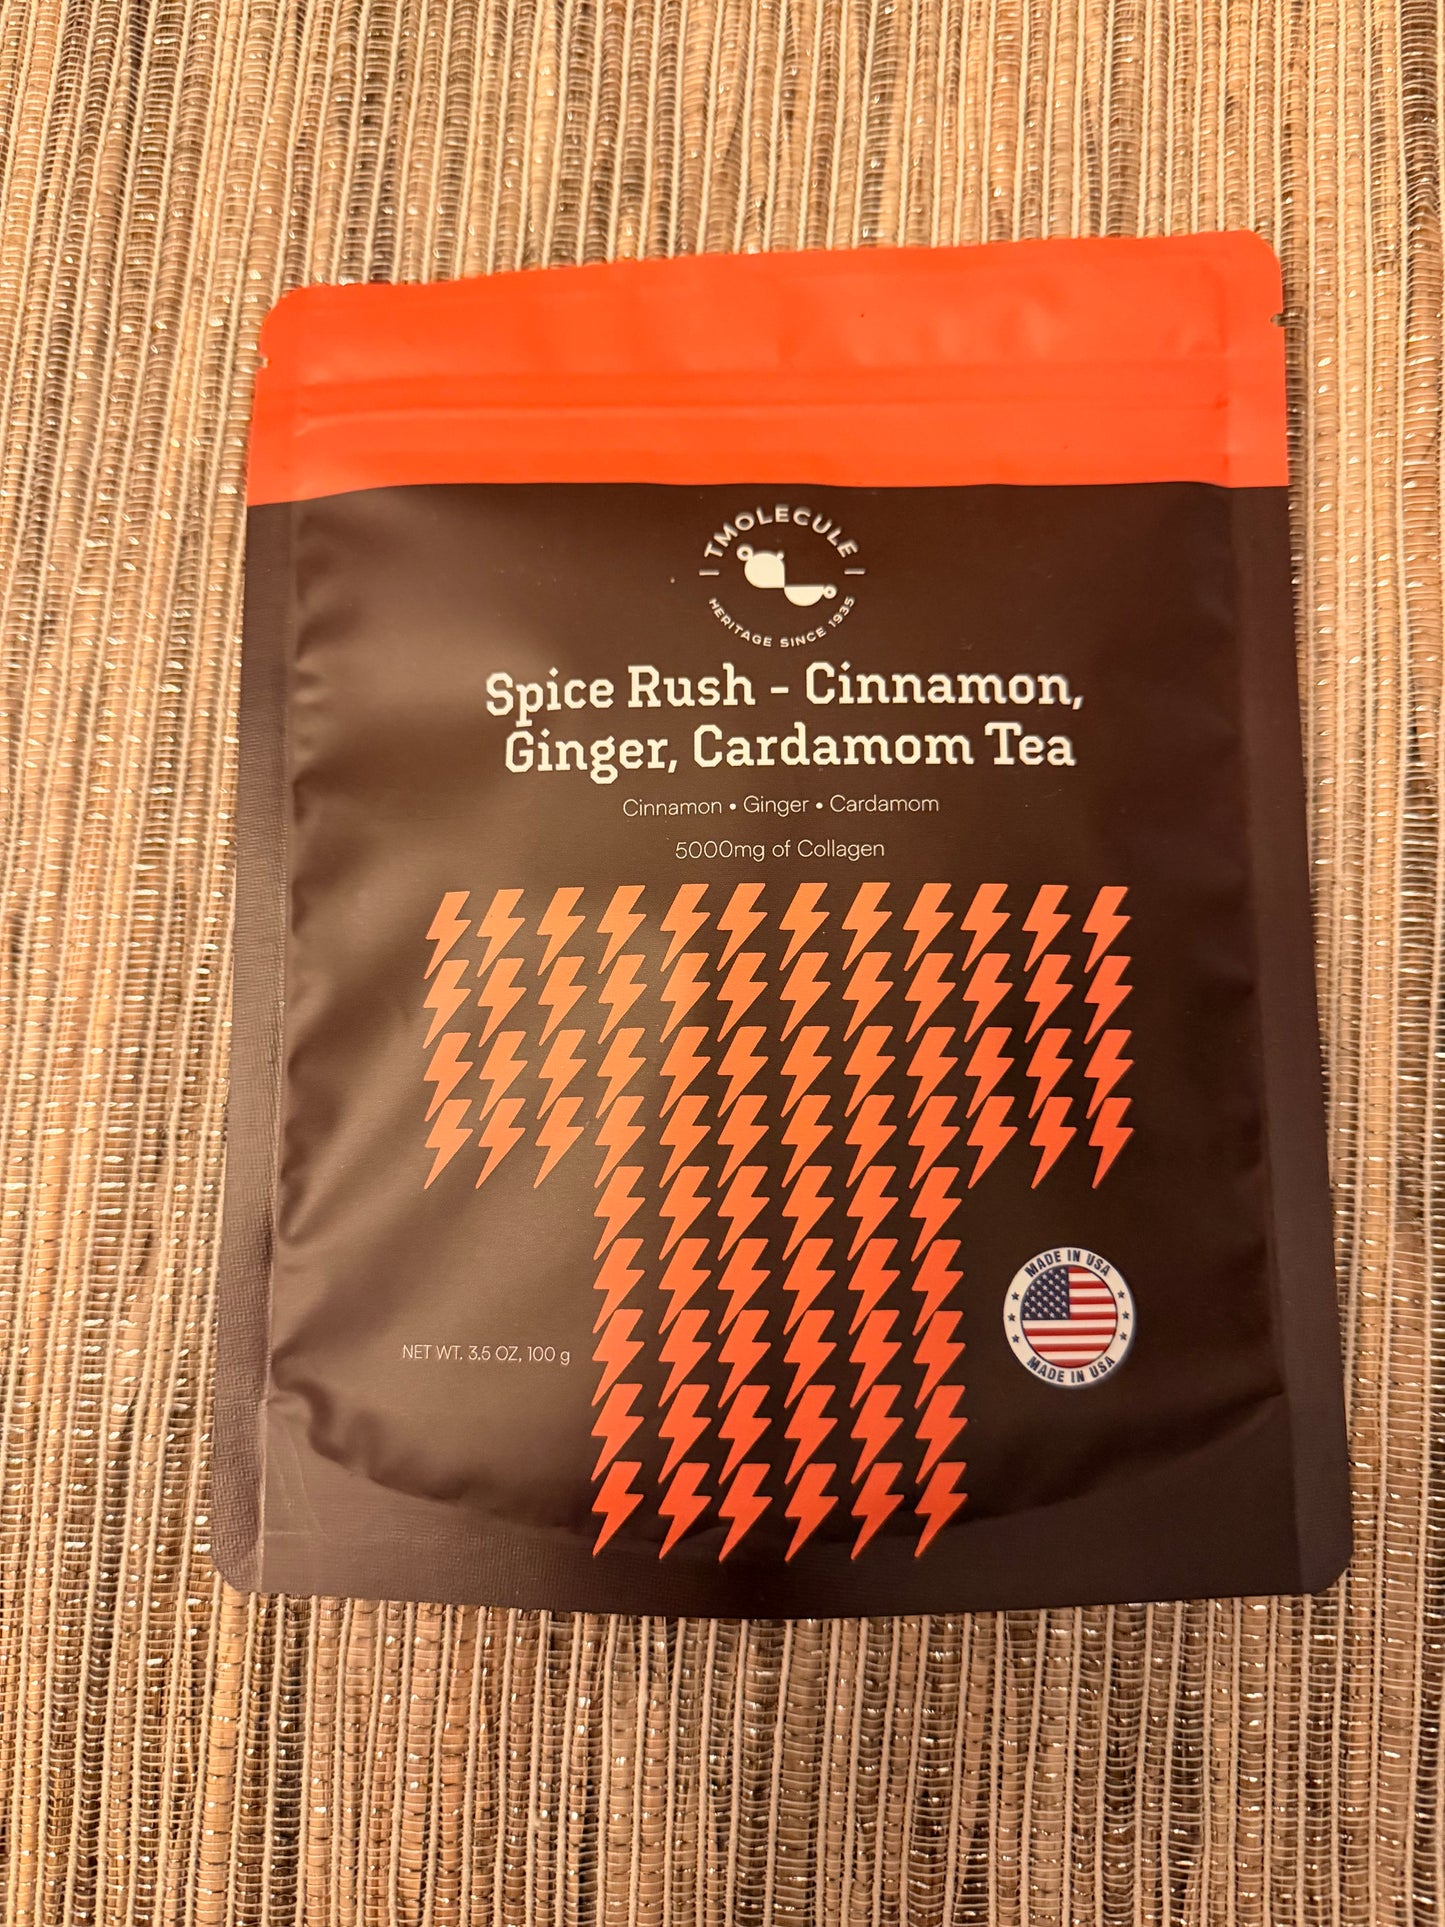 TMOLECULE
HERITAGE SINCE 1935
Spice Rush - Cinnamon,
Ginger, Cardamom Tea
Cinnamon • Ginger • Cardamom
5000mg of Collagen
MADE IN USA
MADE IN USA
NET WT. 3.5 OZ, 100 g